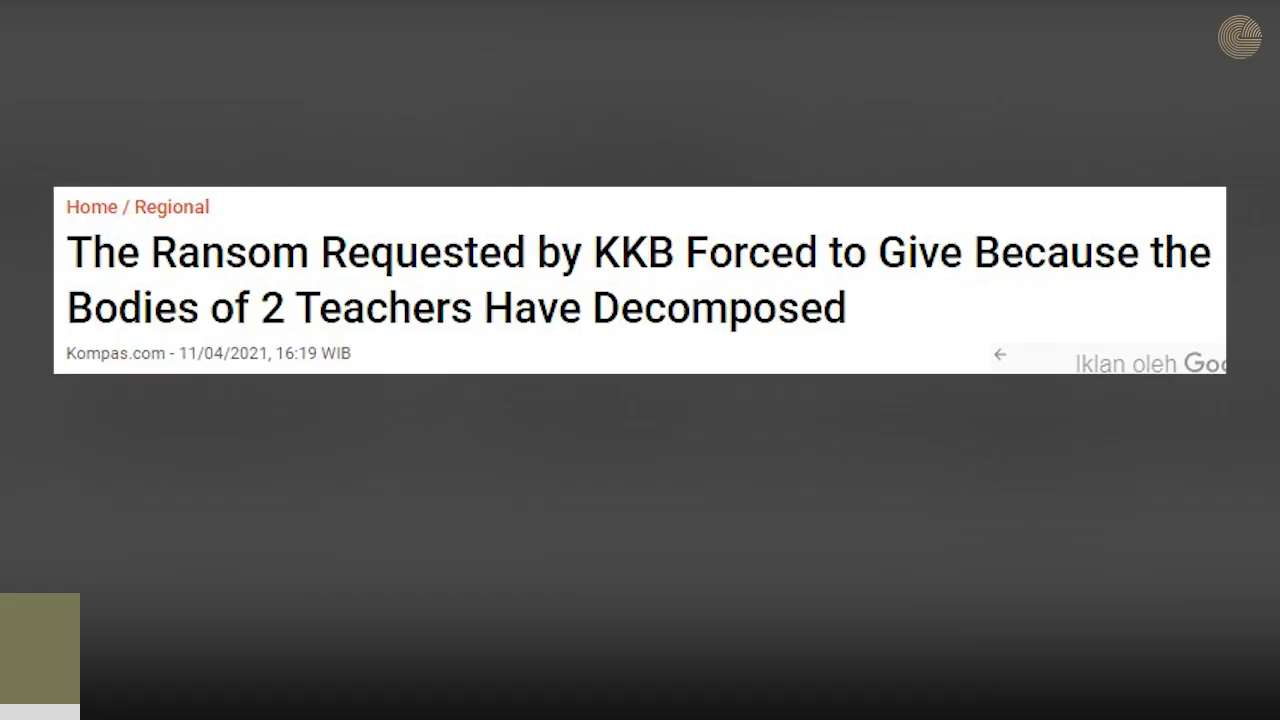 Home / Regional
The Ransom Requested by KKB Forced to Give Because the
Bodies of 2 Teachers Have Decomposed
Kompas.com - 11/04/2021, 16:19 WIB
Iklan oleh